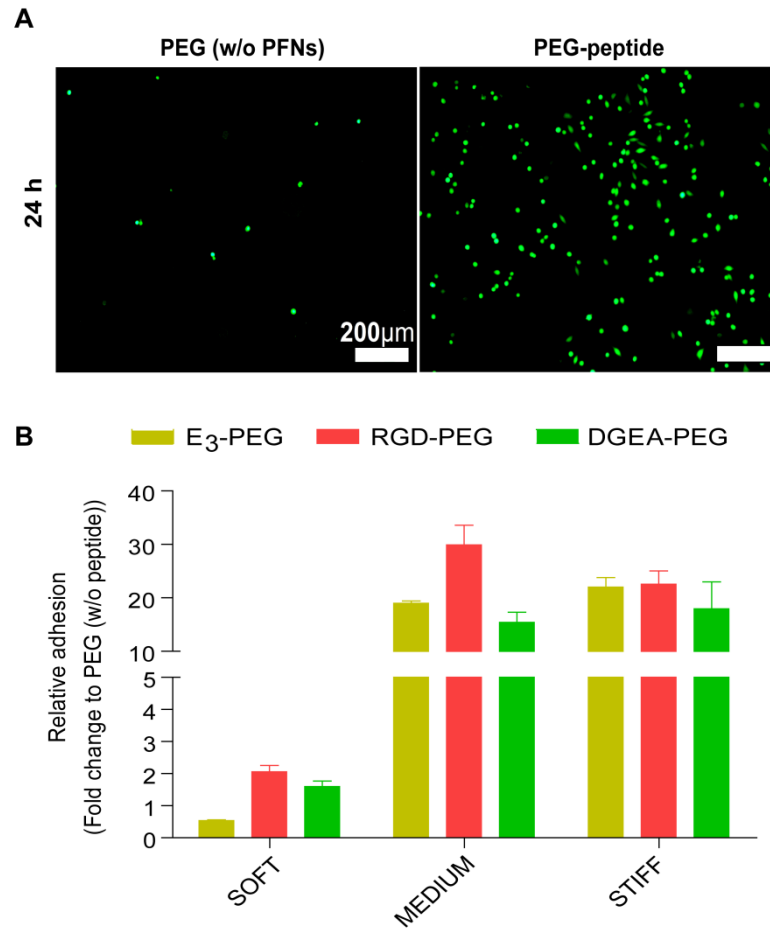 A
PEG (w/o PFNs)
PEG-peptide
24 h
200µm
B
E3-PEG
RGD-PEG
DGEA-PEG
Relative adhesion
(Fold change to PEG (w/o peptide))
40
30
20
10
5
4
3
2
1
0
SOFT
MEDIUM
STIFF